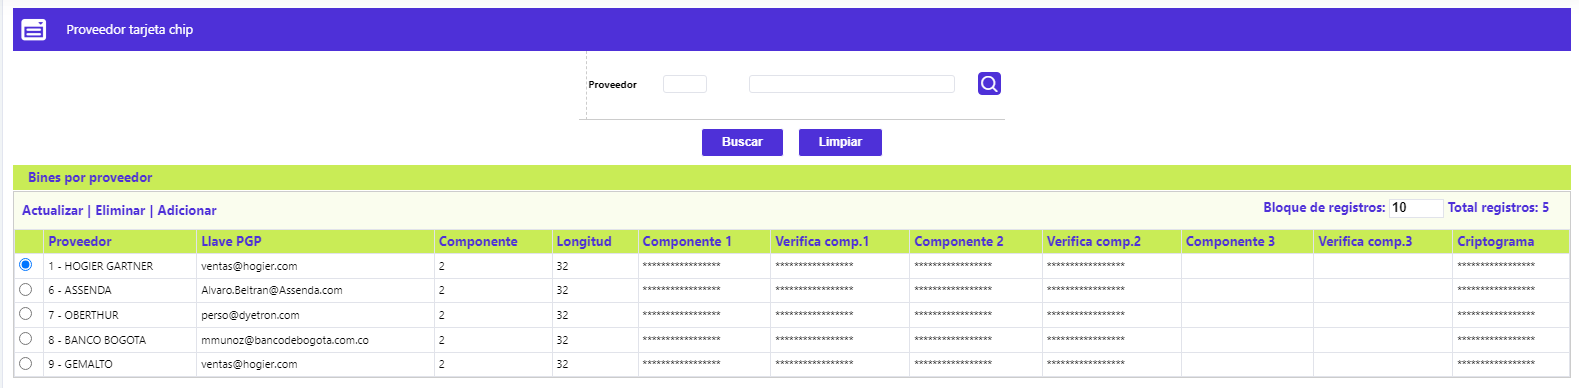 Proveedor tarjeta chip
Proveedor
Buscar Limpiar
Bines por proveedor
Actualizar | Eliminar | Adicionar Bloque de registros: 10 Total registros: 5
Proveedor Llave PGP Componente Longitud Componente 1 Verifica comp.1 Componente 2 Verifica comp.2 Componente 3 Verifica comp.3 Criptograma
1 - HOGIER GARTNER ventas@hogier.com 2 32 **************** **************** **************** **************** ****************
6 - ASSENDA Alvaro.Beltran@Assenda.com 2 32 **************** **************** **************** **************** ****************
7 - OBERTHUR perso@dyetron.com 2 32 **************** **************** **************** **************** ****************
8 - BANCO BOGOTA mmunoz@bancodebogota.com.co 2 32 **************** **************** **************** **************** ****************
9 - GEMALTO ventas@hogier.com 2 32 **************** **************** **************** **************** ****************